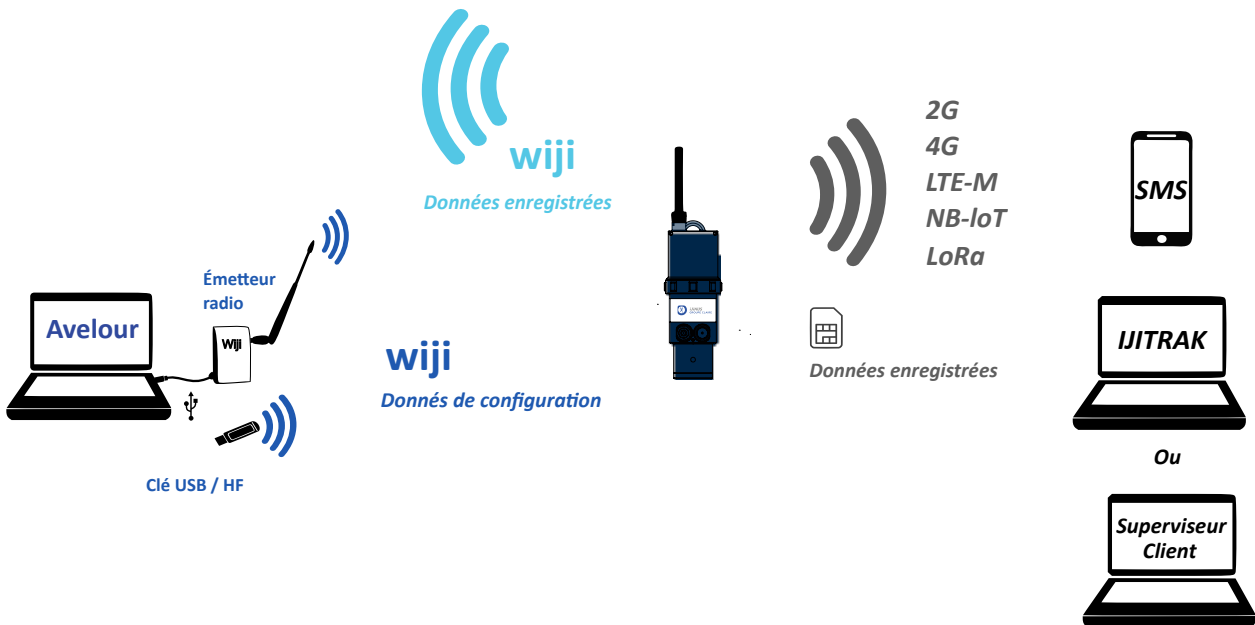 wiji
Données enregistrées
2G
4G
LTE-M
NB-IoT
LoRa
SMS
Émetteur
radio
Avelour
Wiji
wiji
Donnés de configuration
Clé USB / HF
Données enregistrées
IJITRAK
Ou
Superviseur
Client